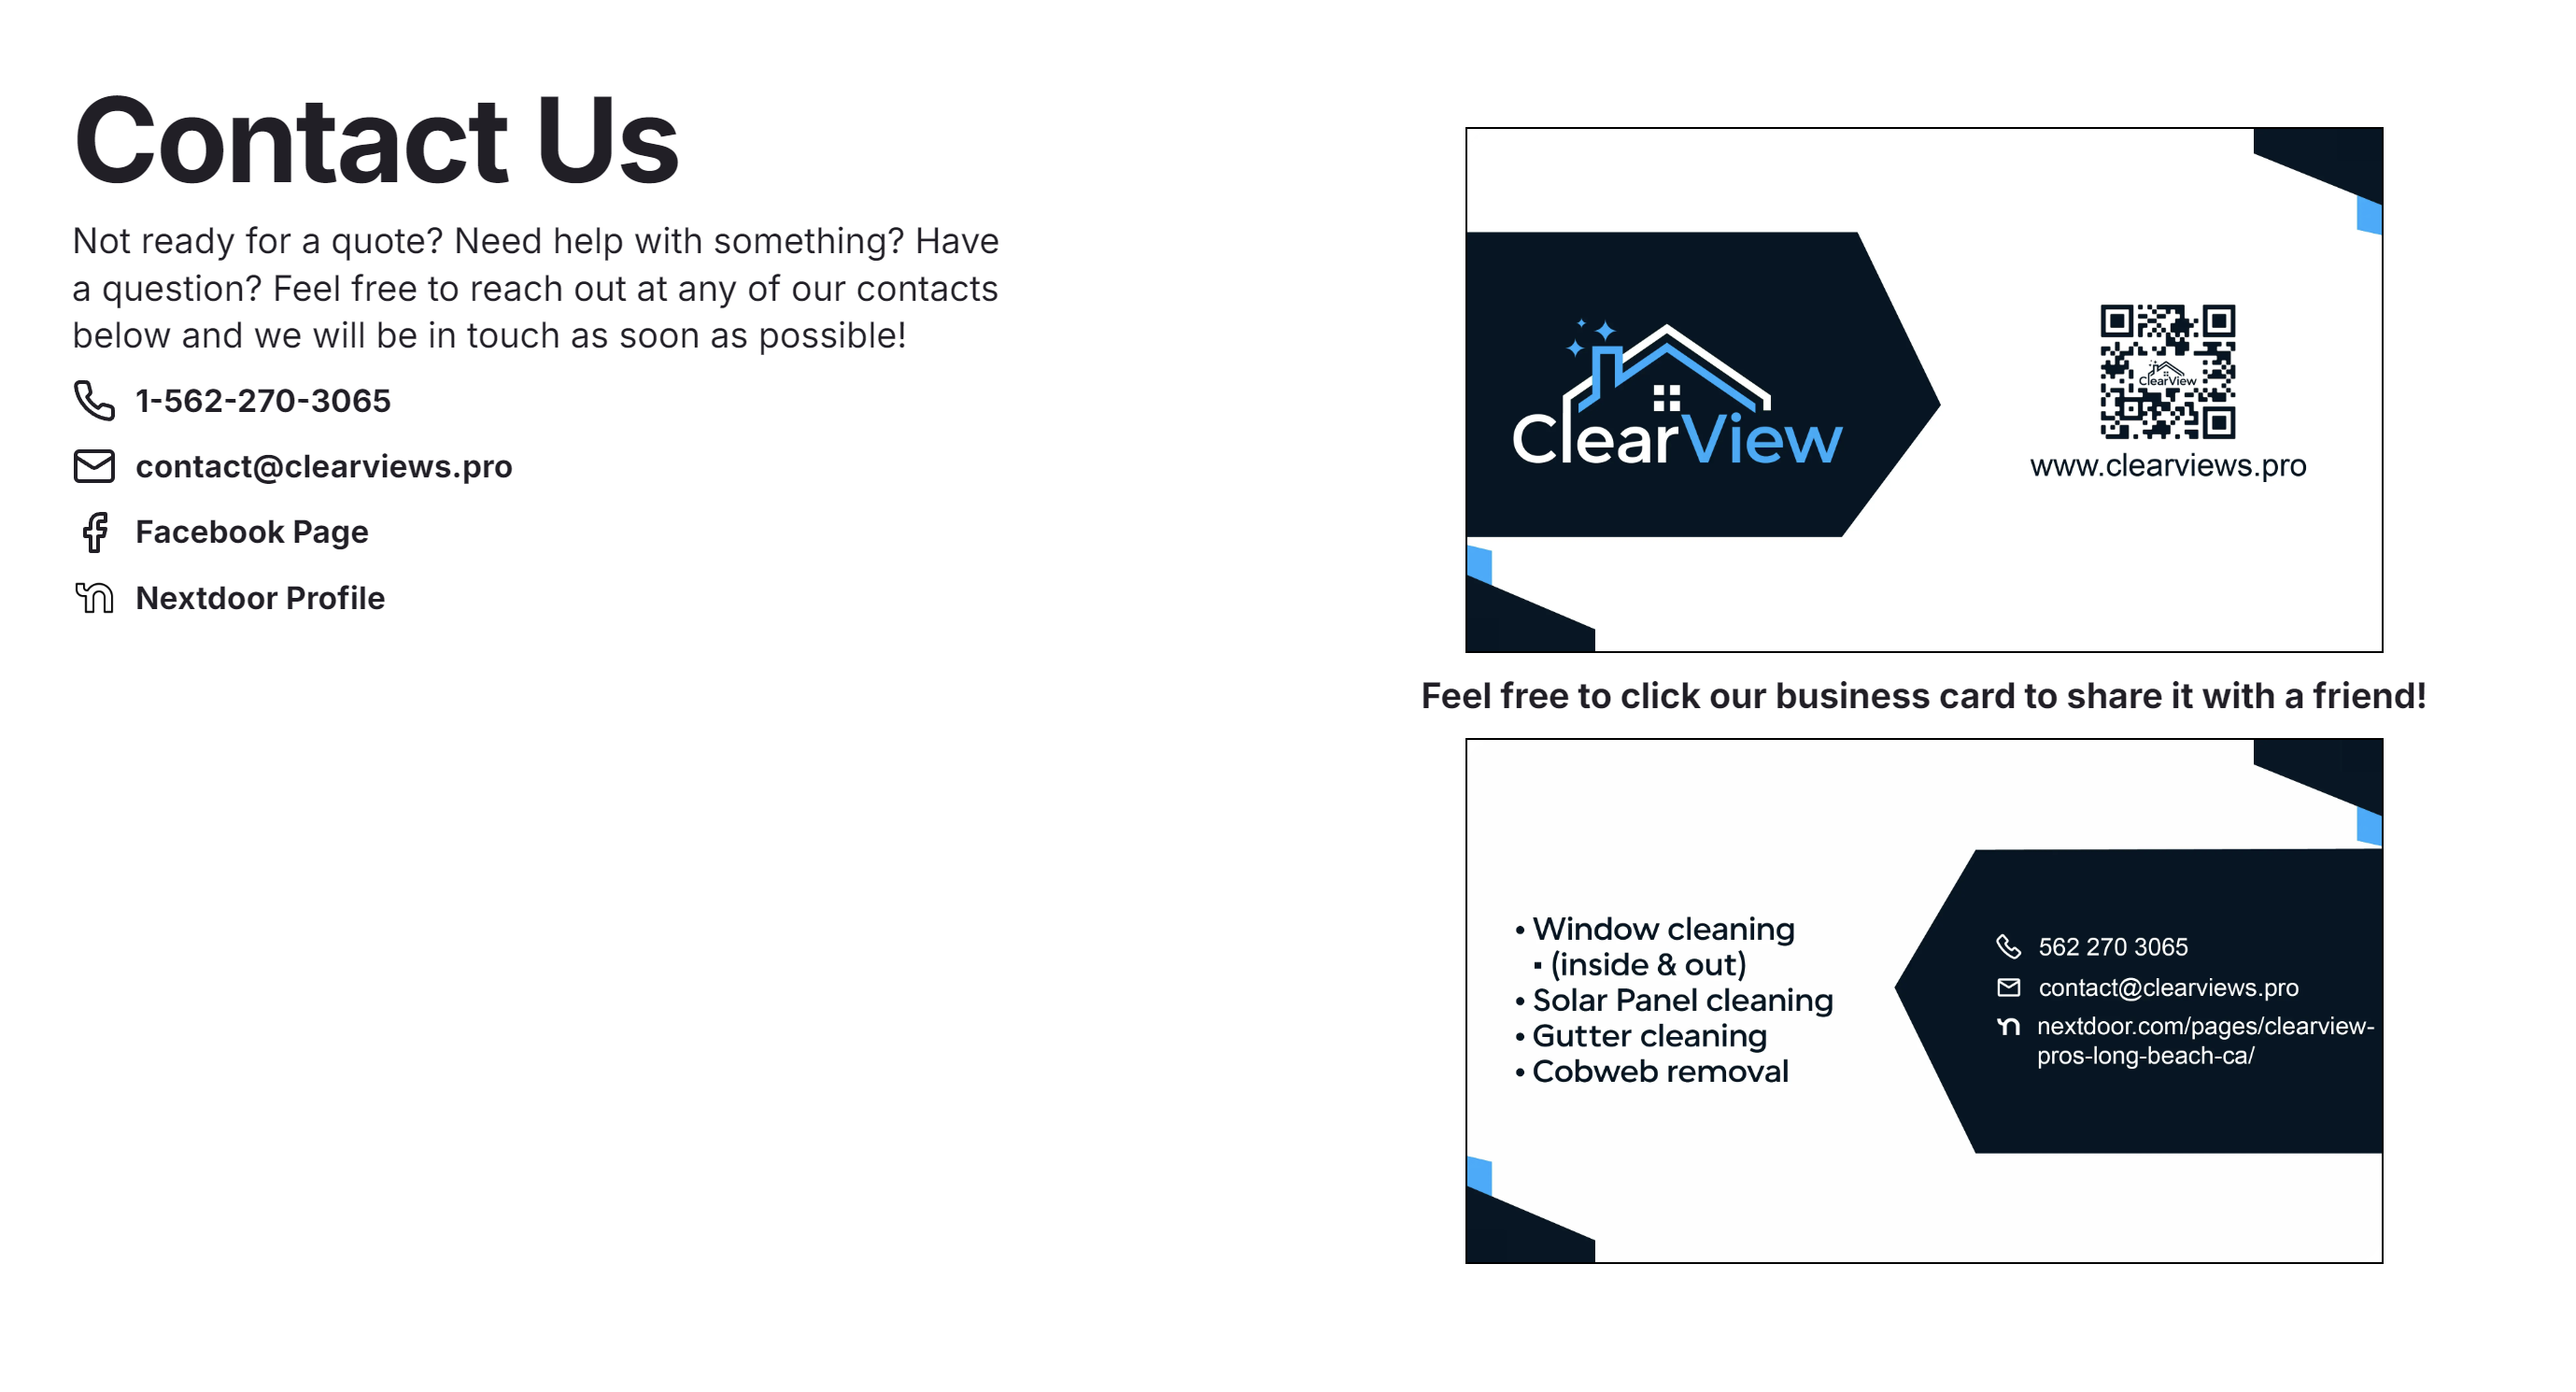 Contact Us
Not ready for a quote? Need help with something? Have
a question? Feel free to reach out at any of our contacts
below and we will be in touch as soon as possible!
1-562-270-3065
contact@clearviews.pro
Facebook Page
Nextdoor Profile
ClearView
ClearView
www.clearviews.pro
Feel free to click our business card to share it with a friend!
• Window cleaning
▪ (inside & out)
• Solar Panel cleaning
• Gutter cleaning
• Cobweb removal
562 270 3065
contact@clearviews.pro
nextdoor.com/pages/clearview-
pros-long-beach-ca/